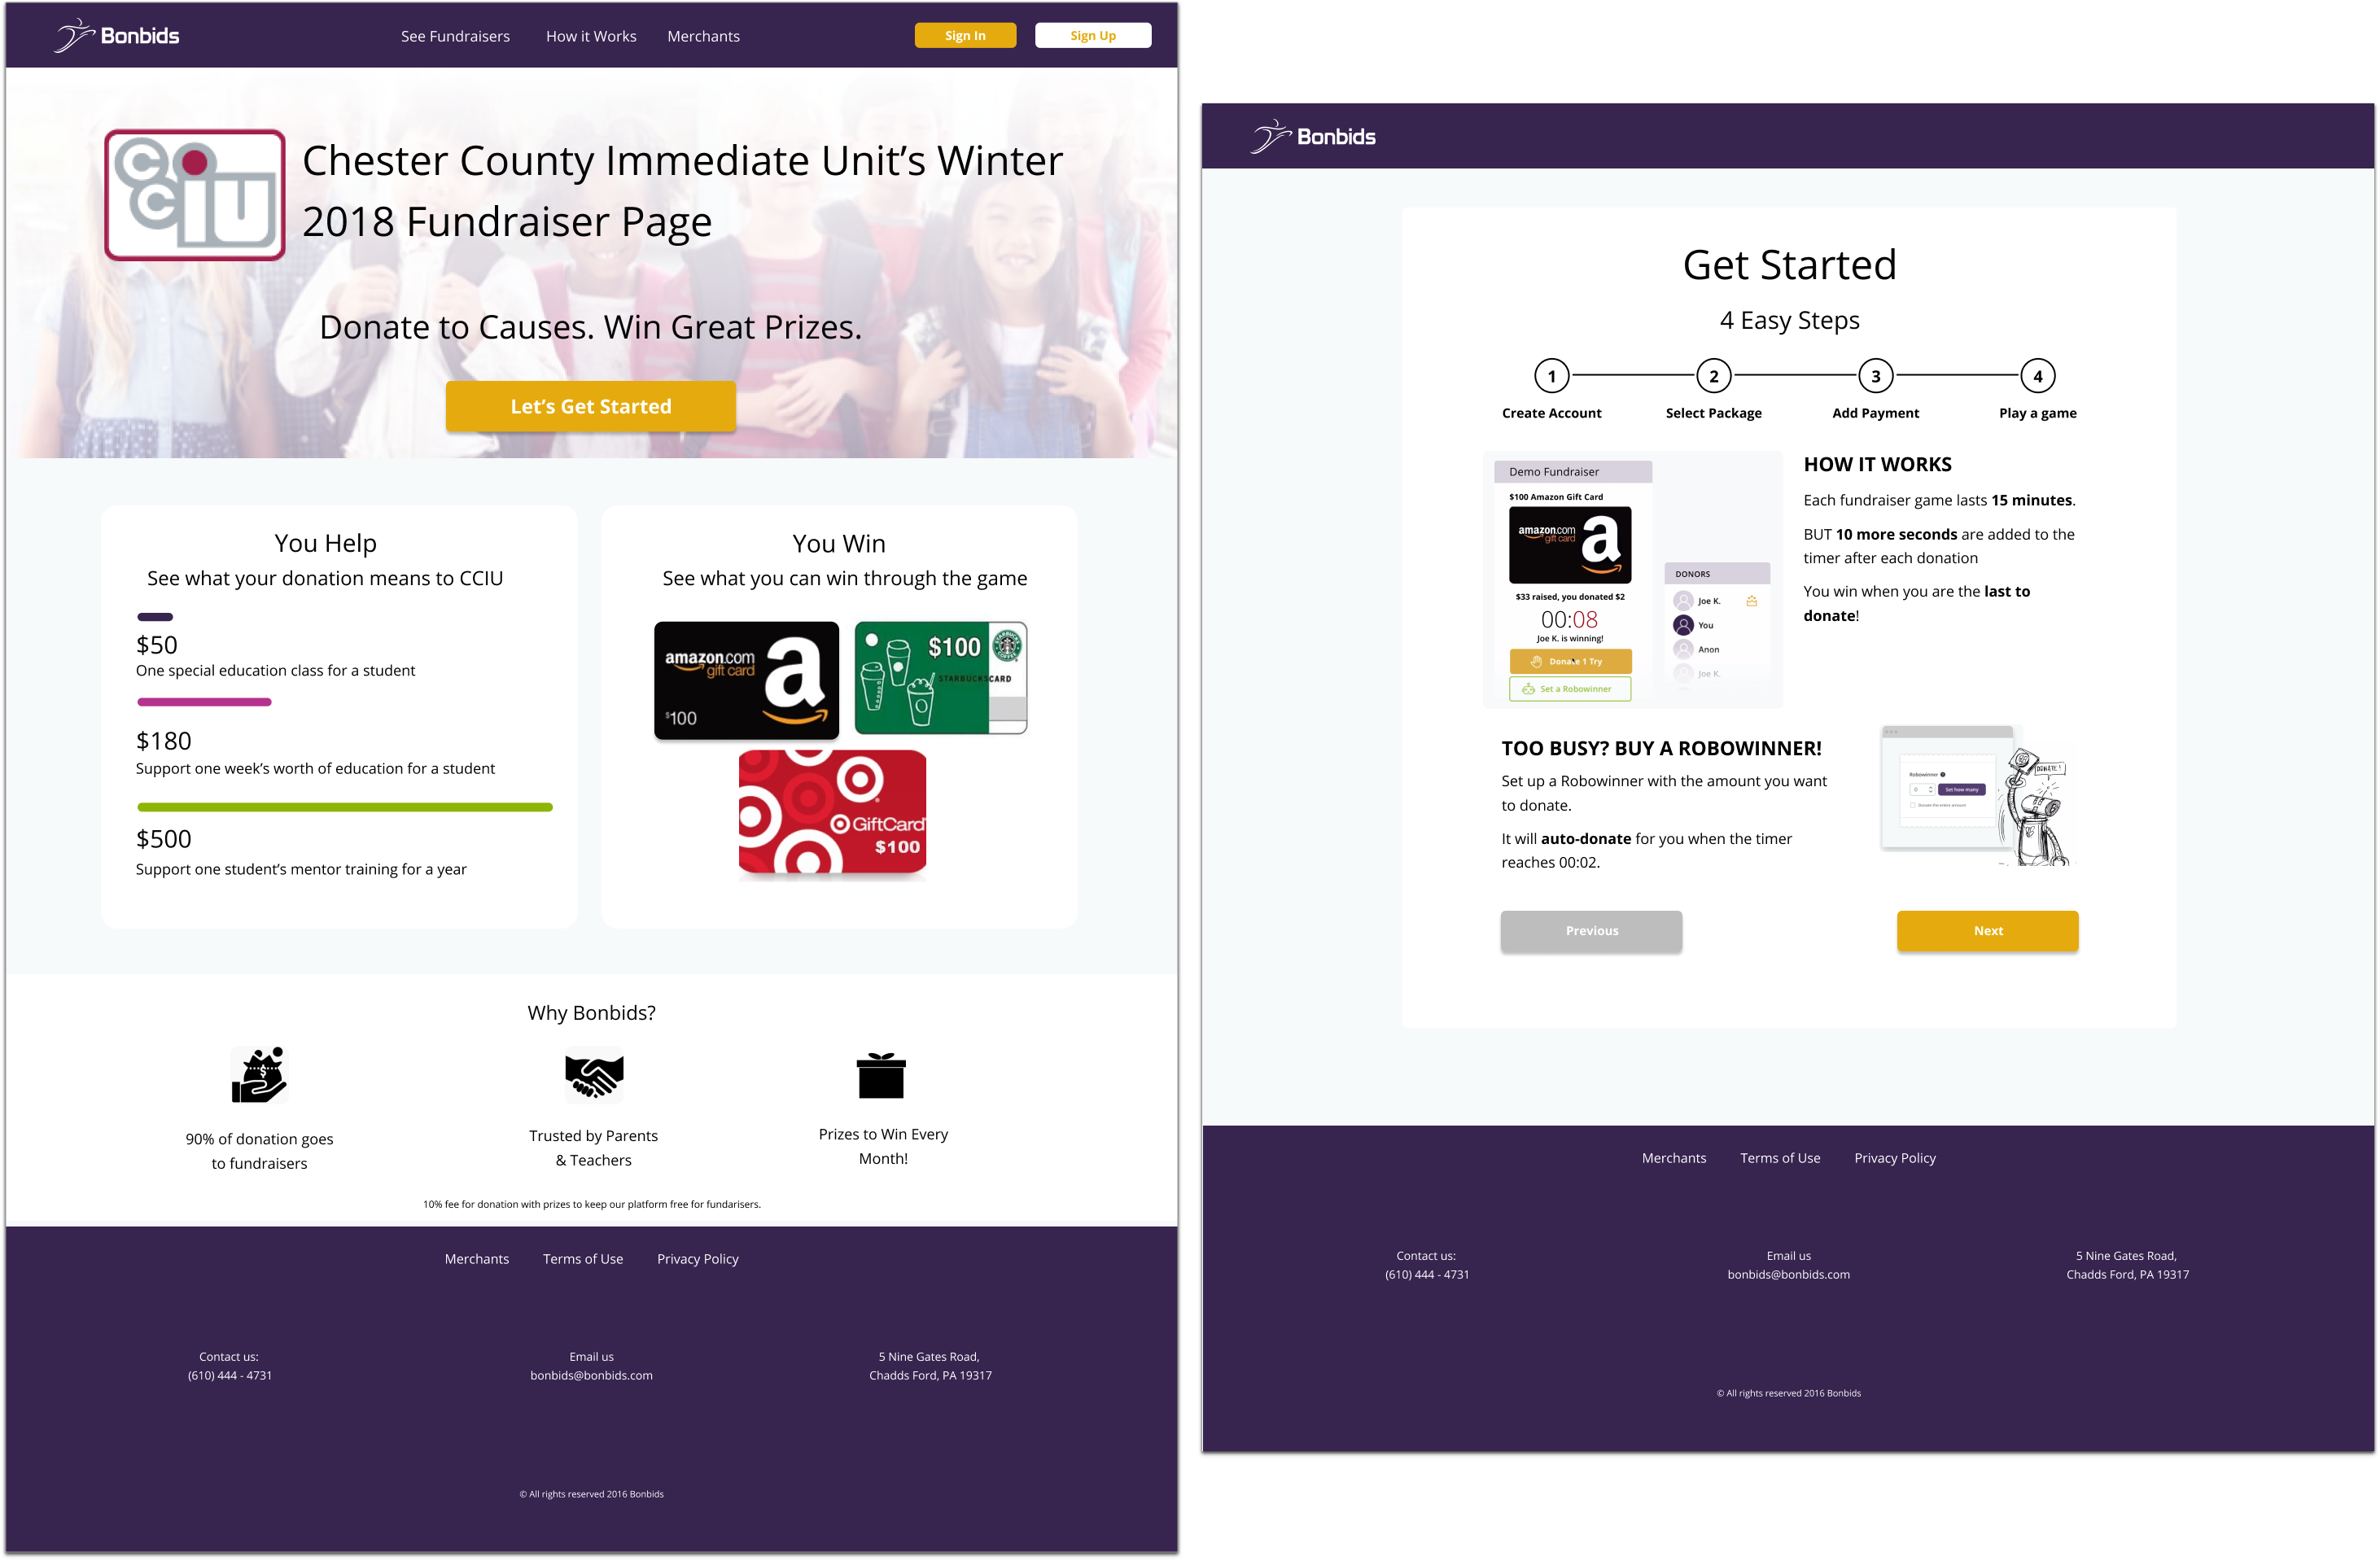 Bonbids
See Fundraisers How it Works Merchants
Sign In Sign Up
cciu
Chester County Immediate Unit’s Winter
2018 Fundraiser Page
Donate to Causes. Win Great Prizes.
Let’s Get Started
You Help
See what your donation means to CCIU
$50
One special education class for a student
$180
Support one week’s worth of education for a student
$500
Support one student’s mentor training for a year
You Win
See what you can win through the game
amazon.com
gift card
a
$100
$100
STARBUCKS COFFEE
STARBUCKSCARD
GiftCard
$100
Why Bonbids?
90% of donation goes
to fundraisers
Trusted by Parents
& Teachers
Prizes to Win Every
Month!
10% fee for donation with prizes to keep our platform free for fundarisers.
Merchants Terms of Use Privacy Policy
Contact us:
(610) 444 - 4731
Email us
bonbids@bonbids.com
5 Nine Gates Road,
Chadds Ford, PA 19317
© All rights reserved 2016 Bonbids
Bonbids
Get Started
4 Easy Steps
1 2 3 4
Create Account Select Package Add Payment Play a game
Demo Fundraiser
$100 Amazon Gift Card
amazon.com
gift card
a
$33 raised, you donated $2
00:08
Joe K. is winning!
Donate 1 Try
Set a Robowinner
DONORS
Joe K.
You
Anon
Joe K.
HOW IT WORKS
Each fundraiser game lasts 15 minutes.
BUT 10 more seconds are added to the
timer after each donation
You win when you are the last to
donate!
TOO BUSY? BUY A ROBOWINNER!
Set up a Robowinner with the amount you want
to donate.
It will auto-donate for you when the timer
reaches 00:02.
Robowinner ?
0 Set how many
Donate the entire amount
DONATE!
Previous Next
Merchants Terms of Use Privacy Policy
Contact us:
(610) 444 - 4731
Email us
bonbids@bonbids.com
5 Nine Gates Road,
Chadds Ford, PA 19317
© All rights reserved 2016 Bonbids